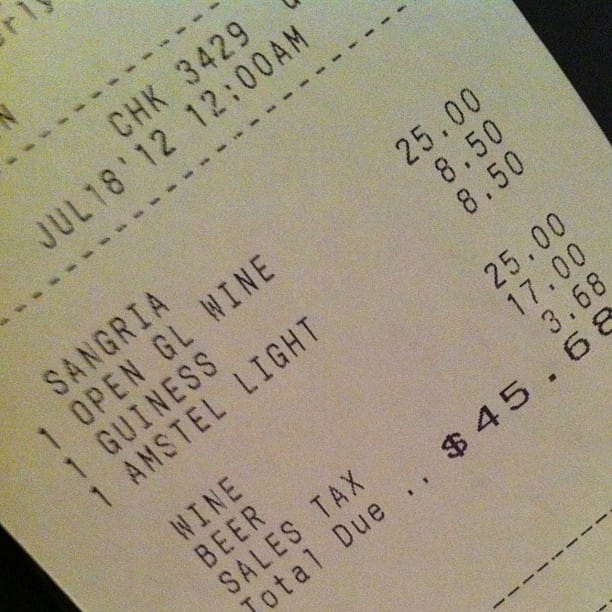 CHK 3429
JUL18'12 12:00AM
SANGRIA
1 OPEN GL WINE 25.00
1 GUINESS 8.50
1 AMSTEL LIGHT 8.50
WINE 25.00
BEER 17.00
SALES TAX 3.68
Total Due .. $45.68